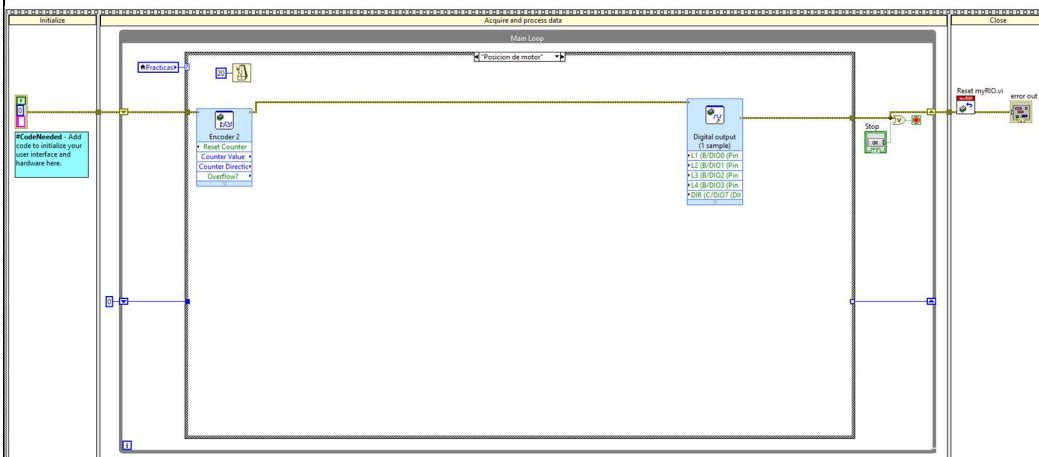 Initialize
Acquire and process data
Close
Main Loop
"Posicion de motor"
Practicas
20
F
0
#CodeNeeded - Add
code to initialize your
user interface and
hardware here.
Encoder 2
Reset Counter
Counter Value
Counter Directic
Overflow?
Digital output
(1 sample)
L1 (B/DIO0 (Pin
L2 (B/DIO1 (Pin
L3 (B/DIO2 (Pin
L4 (B/DIO3 (Pin
DIR (C/DIO7 (DI
Stop
OK
Reset myRIO.vi
error out
0
i